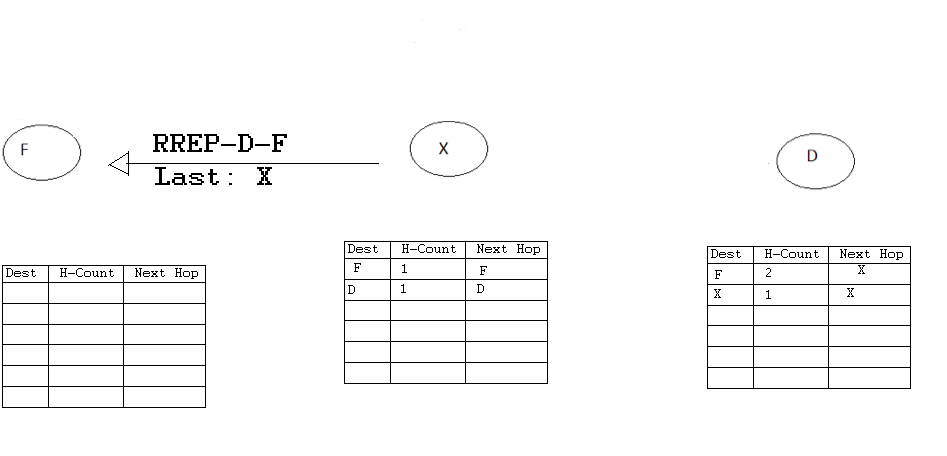 F
RREP-D-F
Last: X
X
D
Dest H-Count Next Hop
Dest H-Count Next Hop
F 1 F
D 1 D
Dest H-Count Next Hop
F 2 X
X 1 X